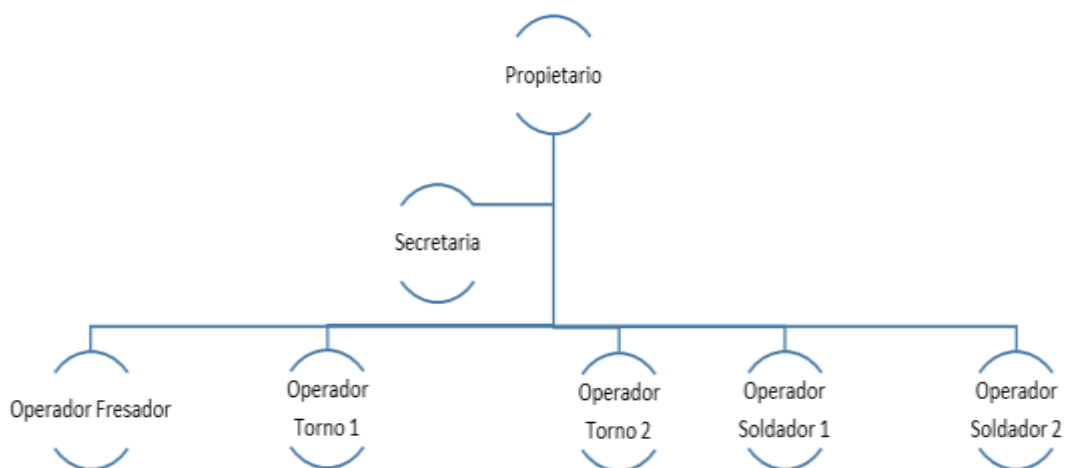 Propietario
Secretaria
Operador Fresador
Operador
Torno 1
Operador
Torno 2
Operador
Soldador 1
Operador
Soldador 2